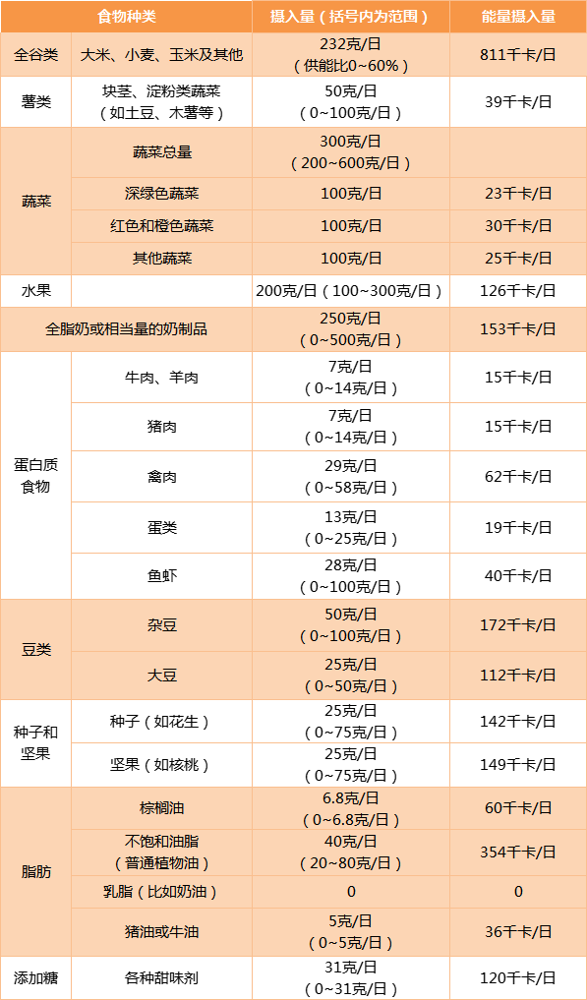 食物种类 摄入量（括号内为范围） 能量摄入量
全谷类 大米、小麦、玉米及其他 232克/日 811千卡/日
（供能比0~60%）
薯类 块茎、淀粉类蔬菜 50克/日 39千卡/日
（如土豆、木薯等） （0~100克/日）
蔬菜 蔬菜总量 300克/日
（200~600克/日）
深绿色蔬菜 100克/日 23千卡/日
红色和橙色蔬菜 100克/日 30千卡/日
其他蔬菜 100克/日 25千卡/日
水果 200克/日（100~300克/日） 126千卡/日
全脂奶或相当量的奶制品 250克/日 153千卡/日
（0~500克/日）
蛋白质
食物
牛肉、羊肉 7克/日 15千卡/日
（0~14克/日）
猪肉 7克/日 15千卡/日
（0~14克/日）
禽肉 29克/日 62千卡/日
（0~58克/日）
蛋类 13克/日 19千卡/日
（0~25克/日）
鱼虾 28克/日 40千卡/日
（0~100克/日）
豆类 杂豆 50克/日 172千卡/日
（0~100克/日）
大豆 25克/日 112千卡/日
（0~50克/日）
种子和
坚果
种子（如花生） 25克/日 142千卡/日
（0~75克/日）
坚果（如核桃） 25克/日 149千卡/日
（0~75克/日）
脂肪 棕榈油 6.8克/日 60千卡/日
（0~6.8克/日）
不饱和油脂 40克/日 354千卡/日
（普通植物油） （20~80克/日）
乳脂（比如奶油） 0 0
猪油或牛油 5克/日 36千卡/日
（0~5克/日）
添加糖 各种甜味剂 31克/日 120千卡/日
（0~31克/日）